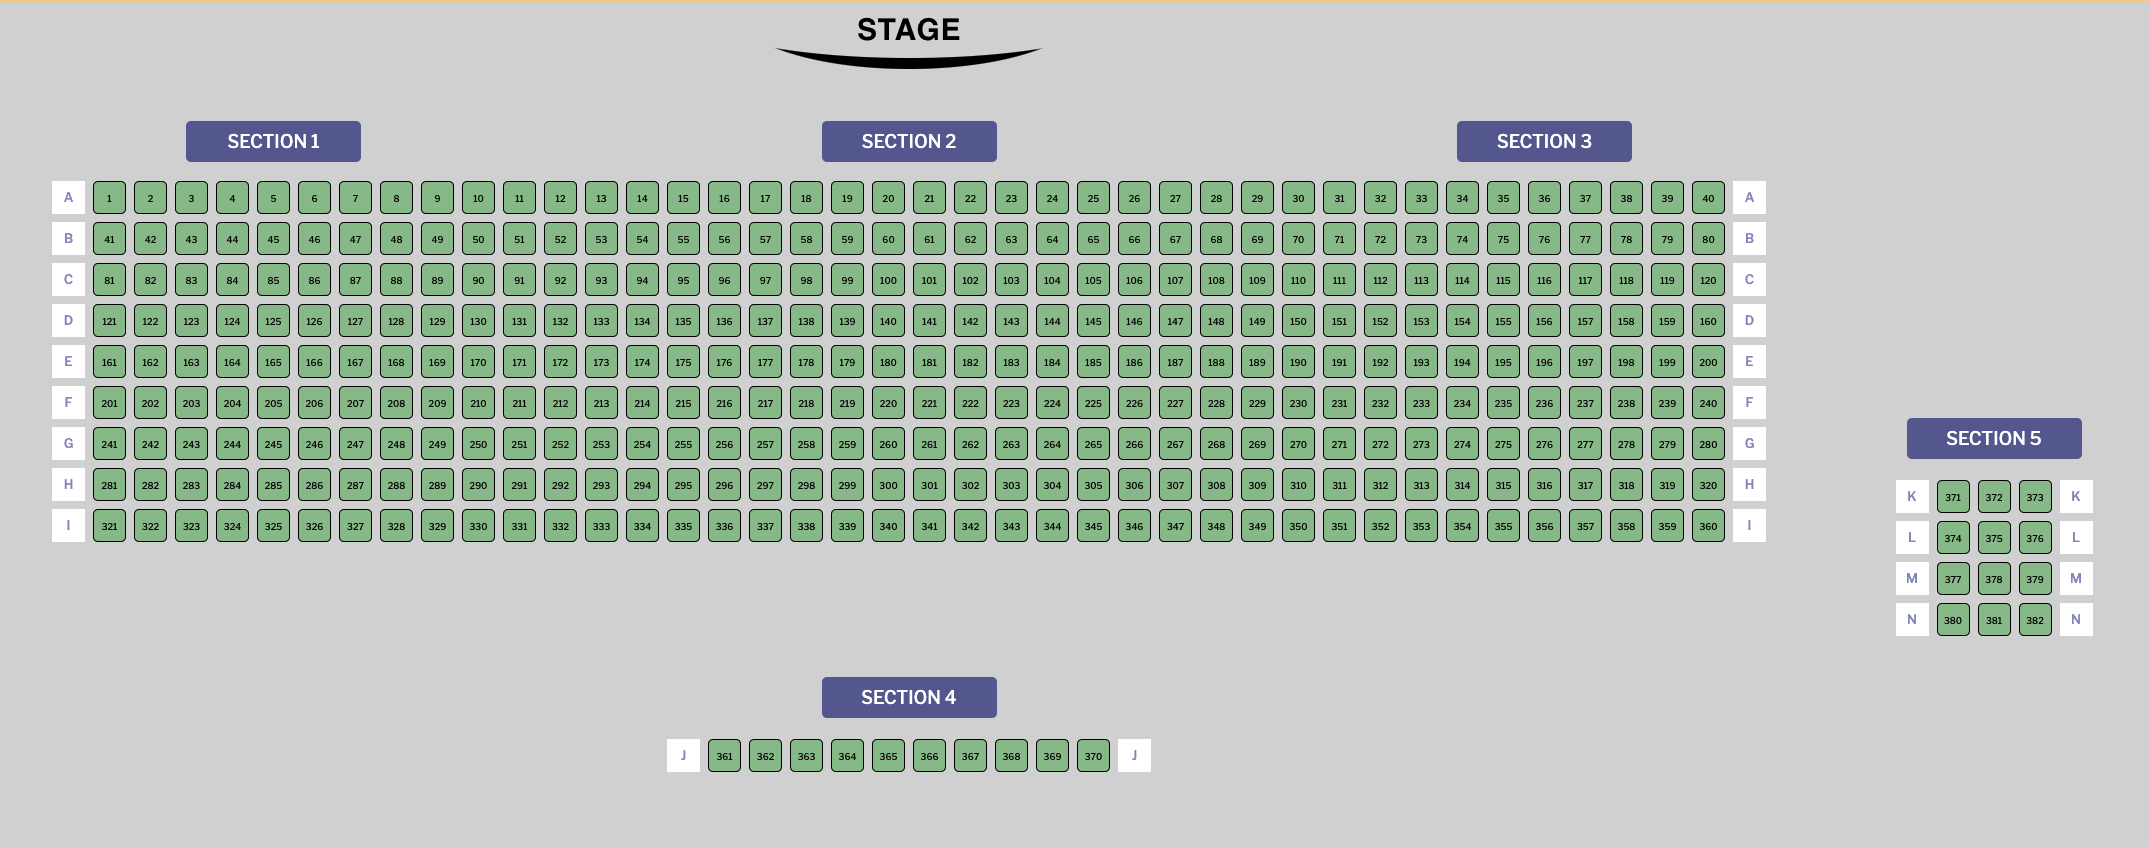 STAGE
SECTION 1 SECTION 2 SECTION 3
A 1 2 3 4 5 6 7 8 9 10 11 12 13 14 15 16 17 18 19 20 21 22 23 24 25 26 27 28 29 30 31 32 33 34 35 36 37 38 39 40 A
B 41 42 43 44 45 46 47 48 49 50 51 52 53 54 55 56 57 58 59 60 61 62 63 64 65 66 67 68 69 70 71 72 73 74 75 76 77 78 79 80 B
C 81 82 83 84 85 86 87 88 89 90 91 92 93 94 95 96 97 98 99 100 101 102 103 104 105 106 107 108 109 110 111 112 113 114 115 116 117 118 119 120 C
D 121 122 123 124 125 126 127 128 129 130 131 132 133 134 135 136 137 138 139 140 141 142 143 144 145 146 147 148 149 150 151 152 153 154 155 156 157 158 159 160 D
E 161 162 163 164 165 166 167 168 169 170 171 172 173 174 175 176 177 178 179 180 181 182 183 184 185 186 187 188 189 190 191 192 193 194 195 196 197 198 199 200 E
F 201 202 203 204 205 206 207 208 209 210 211 212 213 214 215 216 217 218 219 220 221 222 223 224 225 226 227 228 229 230 231 232 233 234 235 236 237 238 239 240 F
G 241 242 243 244 245 246 247 248 249 250 251 252 253 254 255 256 257 258 259 260 261 262 263 264 265 266 267 268 269 270 271 272 273 274 275 276 277 278 279 280 G
H 281 282 283 284 285 286 287 288 289 290 291 292 293 294 295 296 297 298 299 300 301 302 303 304 305 306 307 308 309 310 311 312 313 314 315 316 317 318 319 320 H
I 321 322 323 324 325 326 327 328 329 330 331 332 333 334 335 336 337 338 339 340 341 342 343 344 345 346 347 348 349 350 351 352 353 354 355 356 357 358 359 360 I
SECTION 5
K 371 372 373 K
L 374 375 376 L
M 377 378 379 M
N 380 381 382 N
SECTION 4
J 361 362 363 364 365 366 367 368 369 370 J